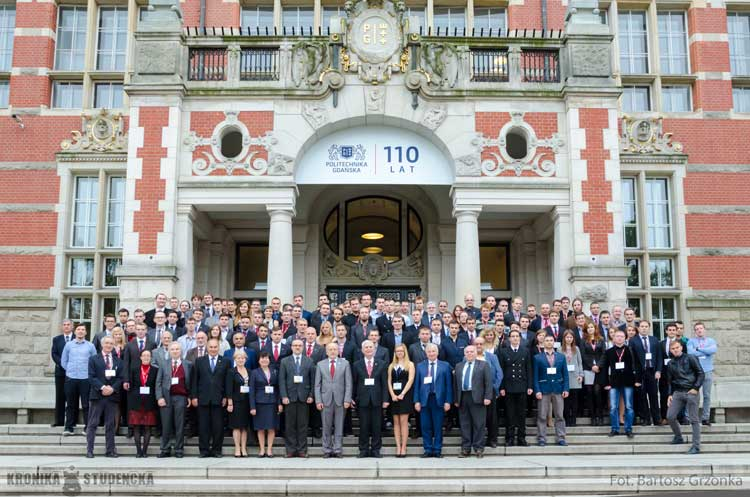 POLITECHNIKA
GDAŃSKA
110
LAT
KRONIKA STUDENCKA
Fot. Bartosz Grzonka